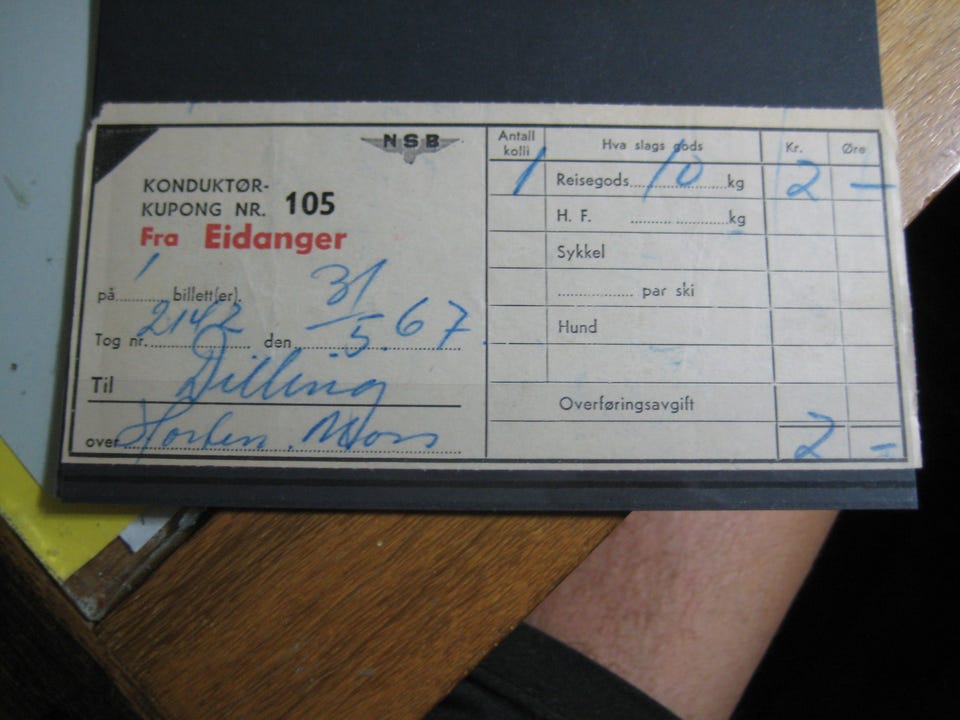 NSB
KONDUKTØR-
KUPONG NR. 105
Fra Eidanger
på 1 billett(er).
Tog nr. 2142 den 31/5.67.
Til Dilling
over Horten. Moss
Antall kolli Hva slags gods Kr. Øre
1 Reisegods 10 kg 2 —
H. F. kg
Sykkel
par ski
Hund
Overføringsavgift
2 -